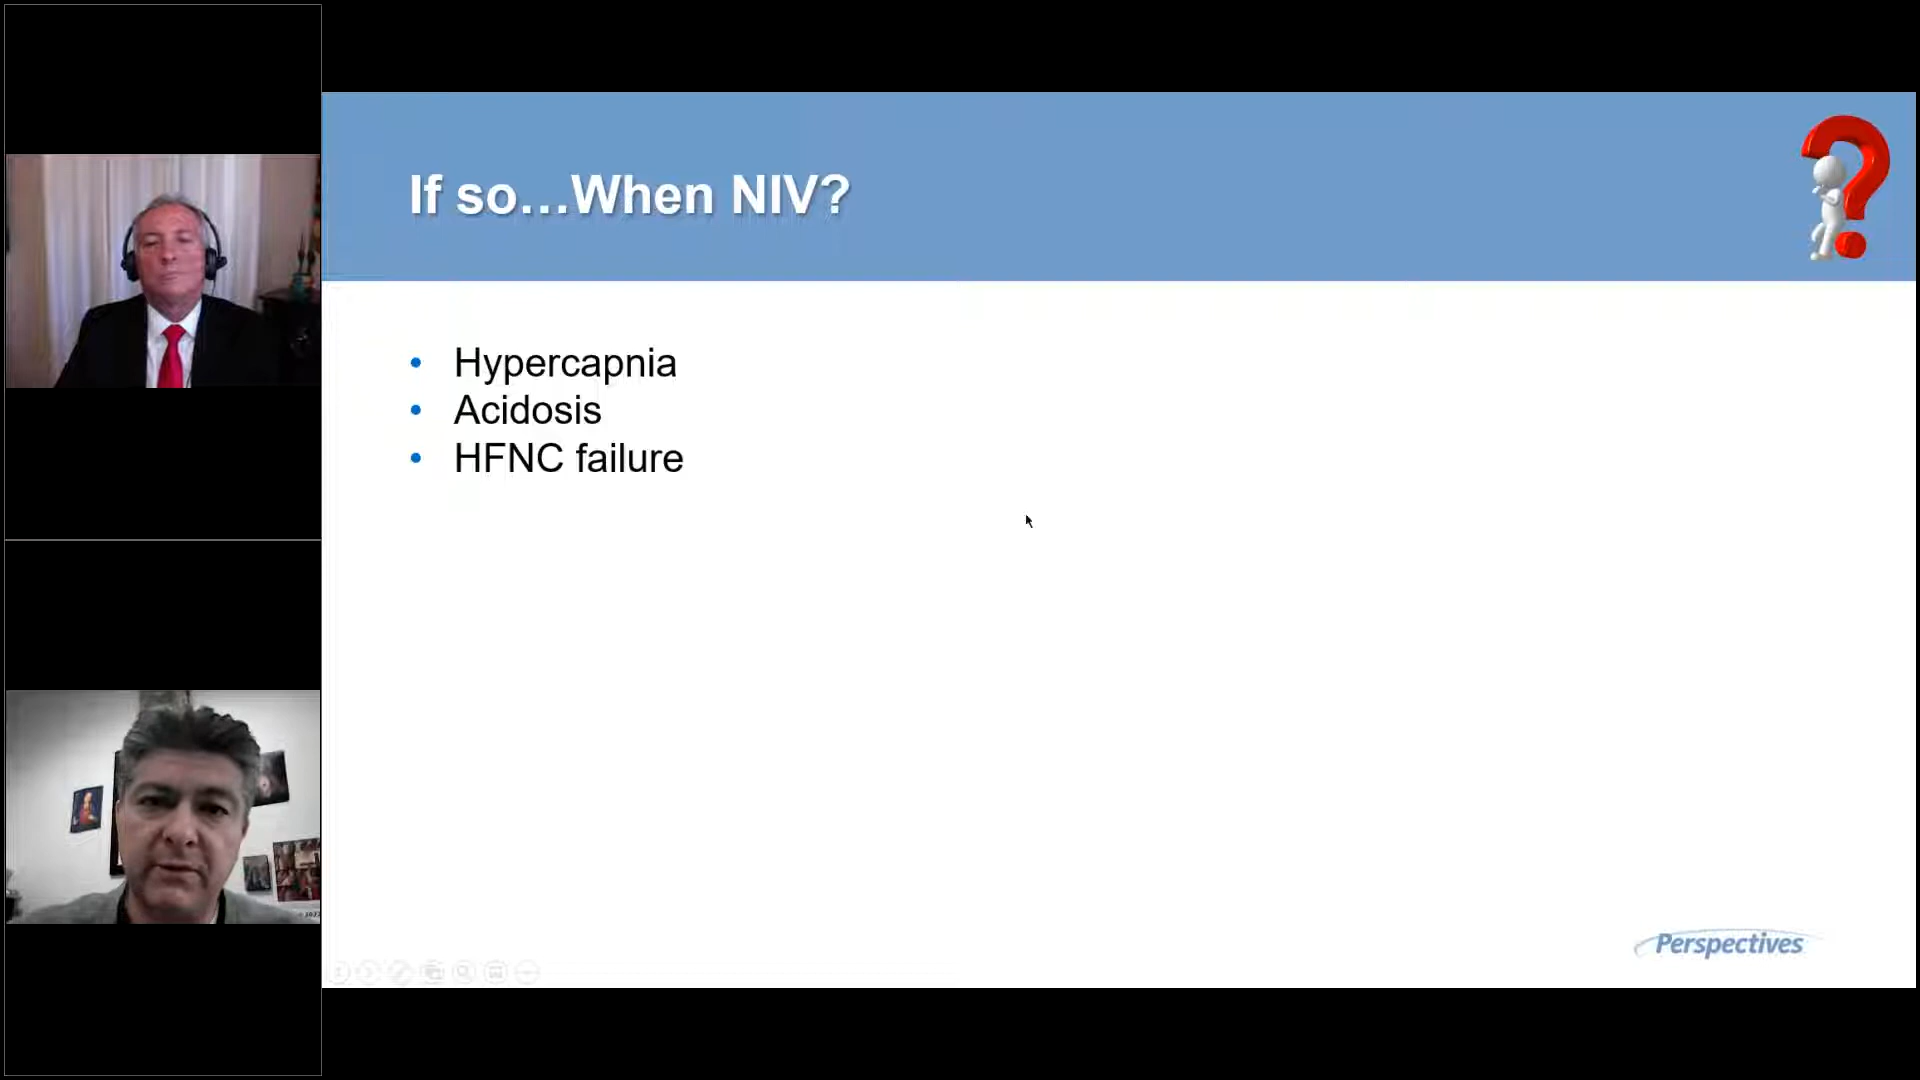 If so…When NIV?
• Hypercapnia
• Acidosis
• HFNC failure
Perspectives